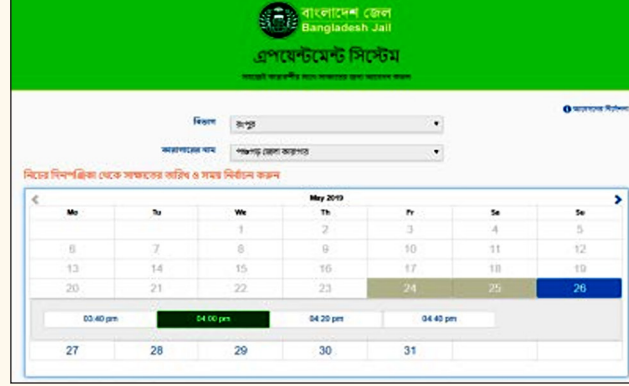 বাংলাদেশ জেল
Bangladesh Jail
এপয়েন্টমেন্ট সিস্টেম
বিভাগ রংপুর
কারাগারের নাম পঞ্চগড় জেলা কারাগার
নিচের দিনপঞ্জিকা থেকে সাক্ষাতের তারিখ ও সময় নির্বাচন করুন
May 2019
Mo Tu We Th Fr Sa Su
1 2 3 4 5
6 7 8 9 10 11 12
13 14 15 16 17 18 19
20 21 22 23 24 25 26
03:40 pm 04:00 pm 04:20 pm 04:40 pm
27 28 29 30 31